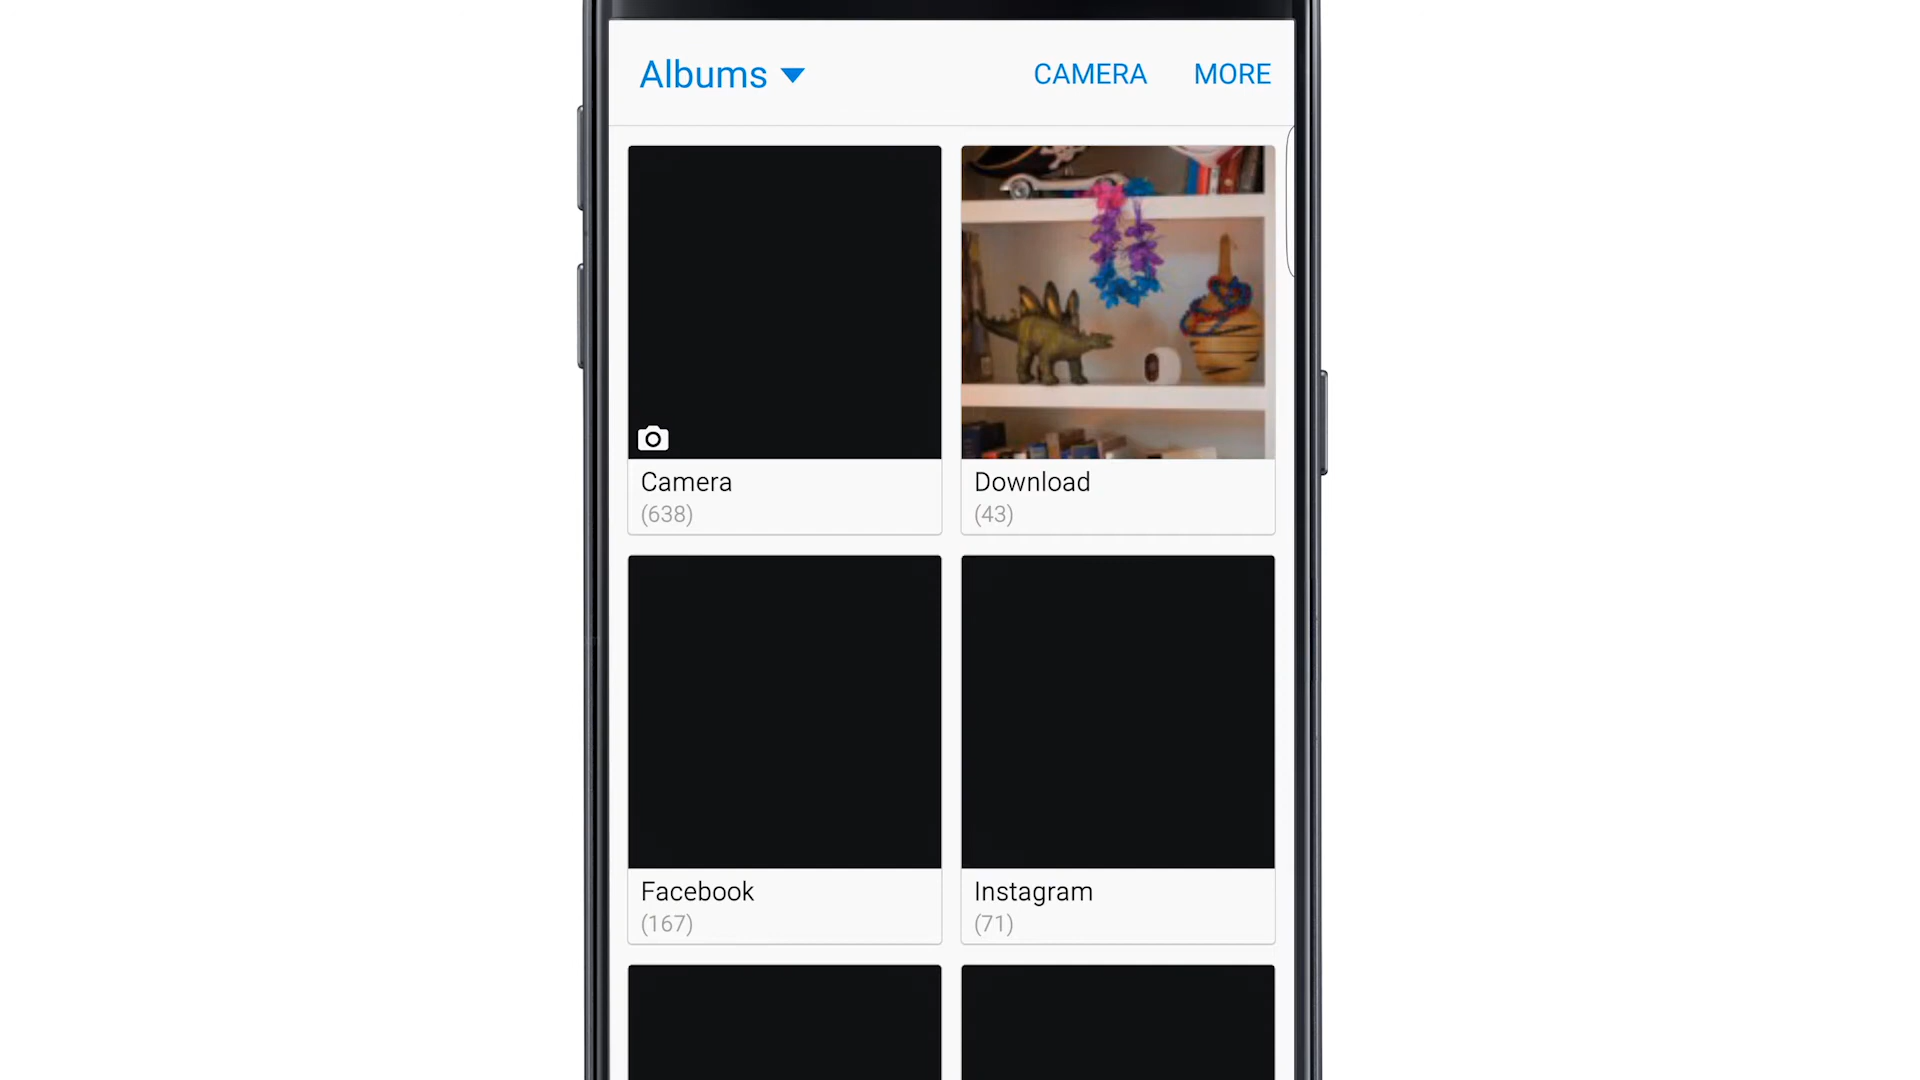 Albums
CAMERA
MORE
Camera
(638)
Download
(43)
Facebook
(167)
Instagram
(71)